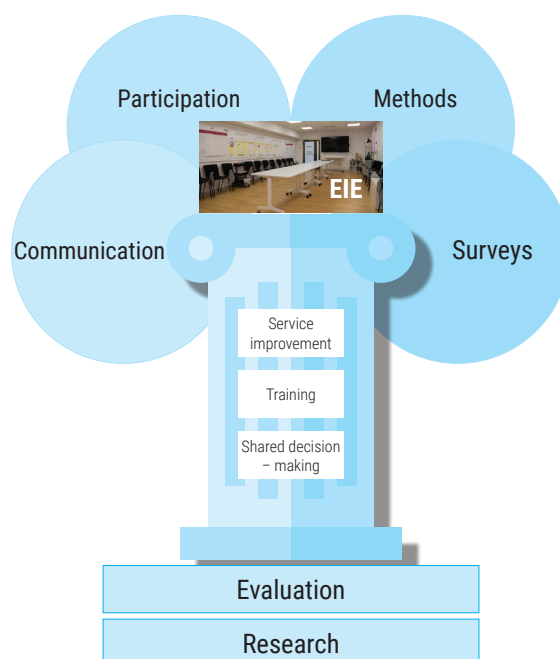 Participation
Methods
EIE
Communication
Surveys
Service
improvement
Training
Shared decision
– making
Evaluation
Research